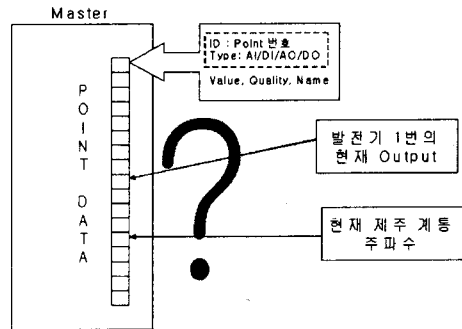 Master
ID : Point 번호
Type: AI/DI/AO/DO
Value, Quality, Name
POINT DATA
?
발전기 1번의
현재 Output
현재 제주 계통
주파수